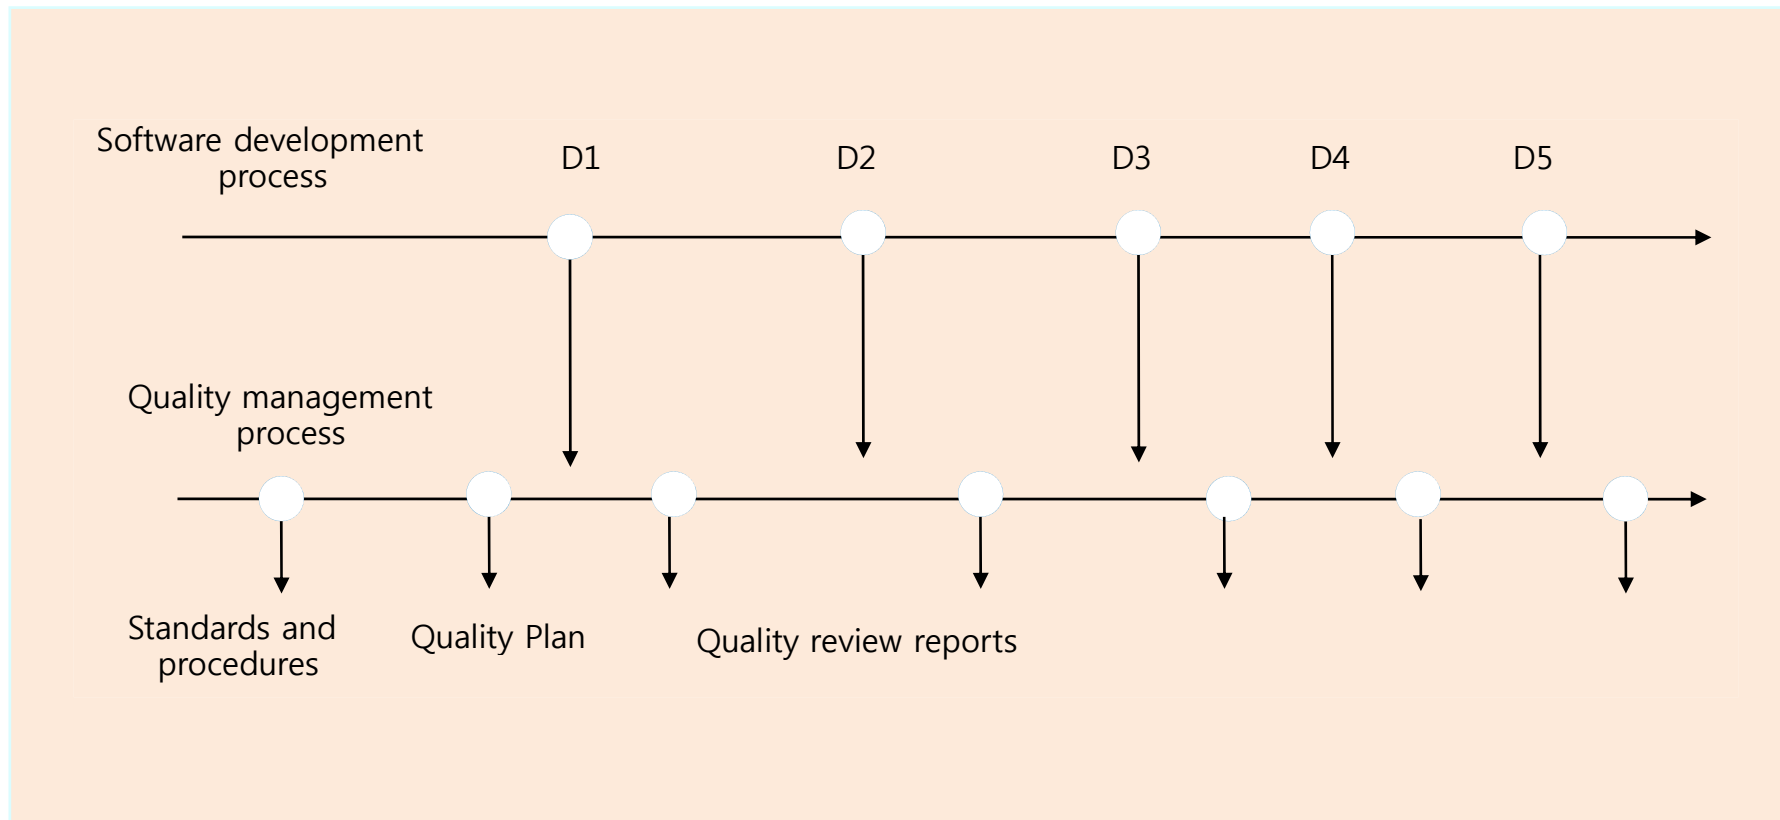 Software development
process
D1
D2
D3
D4
D5
Quality management
process
Standards and
procedures
Quality Plan
Quality review reports